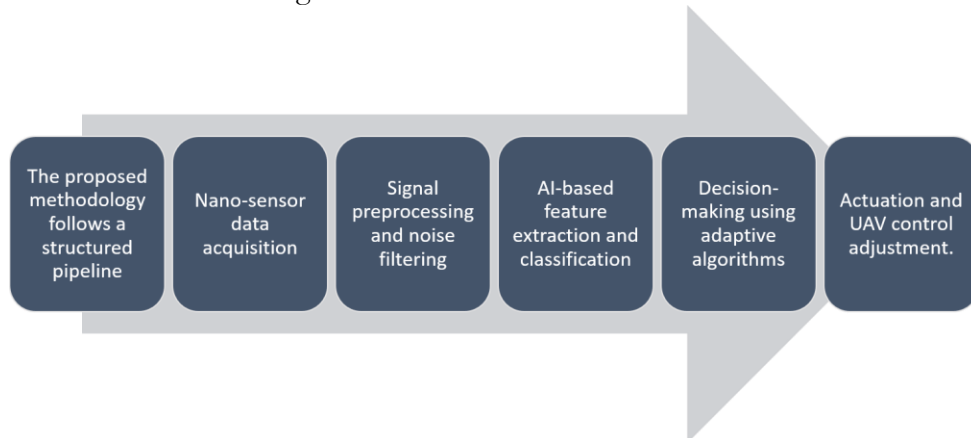 The proposed
methodology
follows a
structured
pipeline
Nano-sensor
data
acquisition
Signal
preprocessing
and noise
filtering
AI-based
feature
extraction and
classification
Decision-
making using
adaptive
algorithms
Actuation and
UAV control
adjustment.